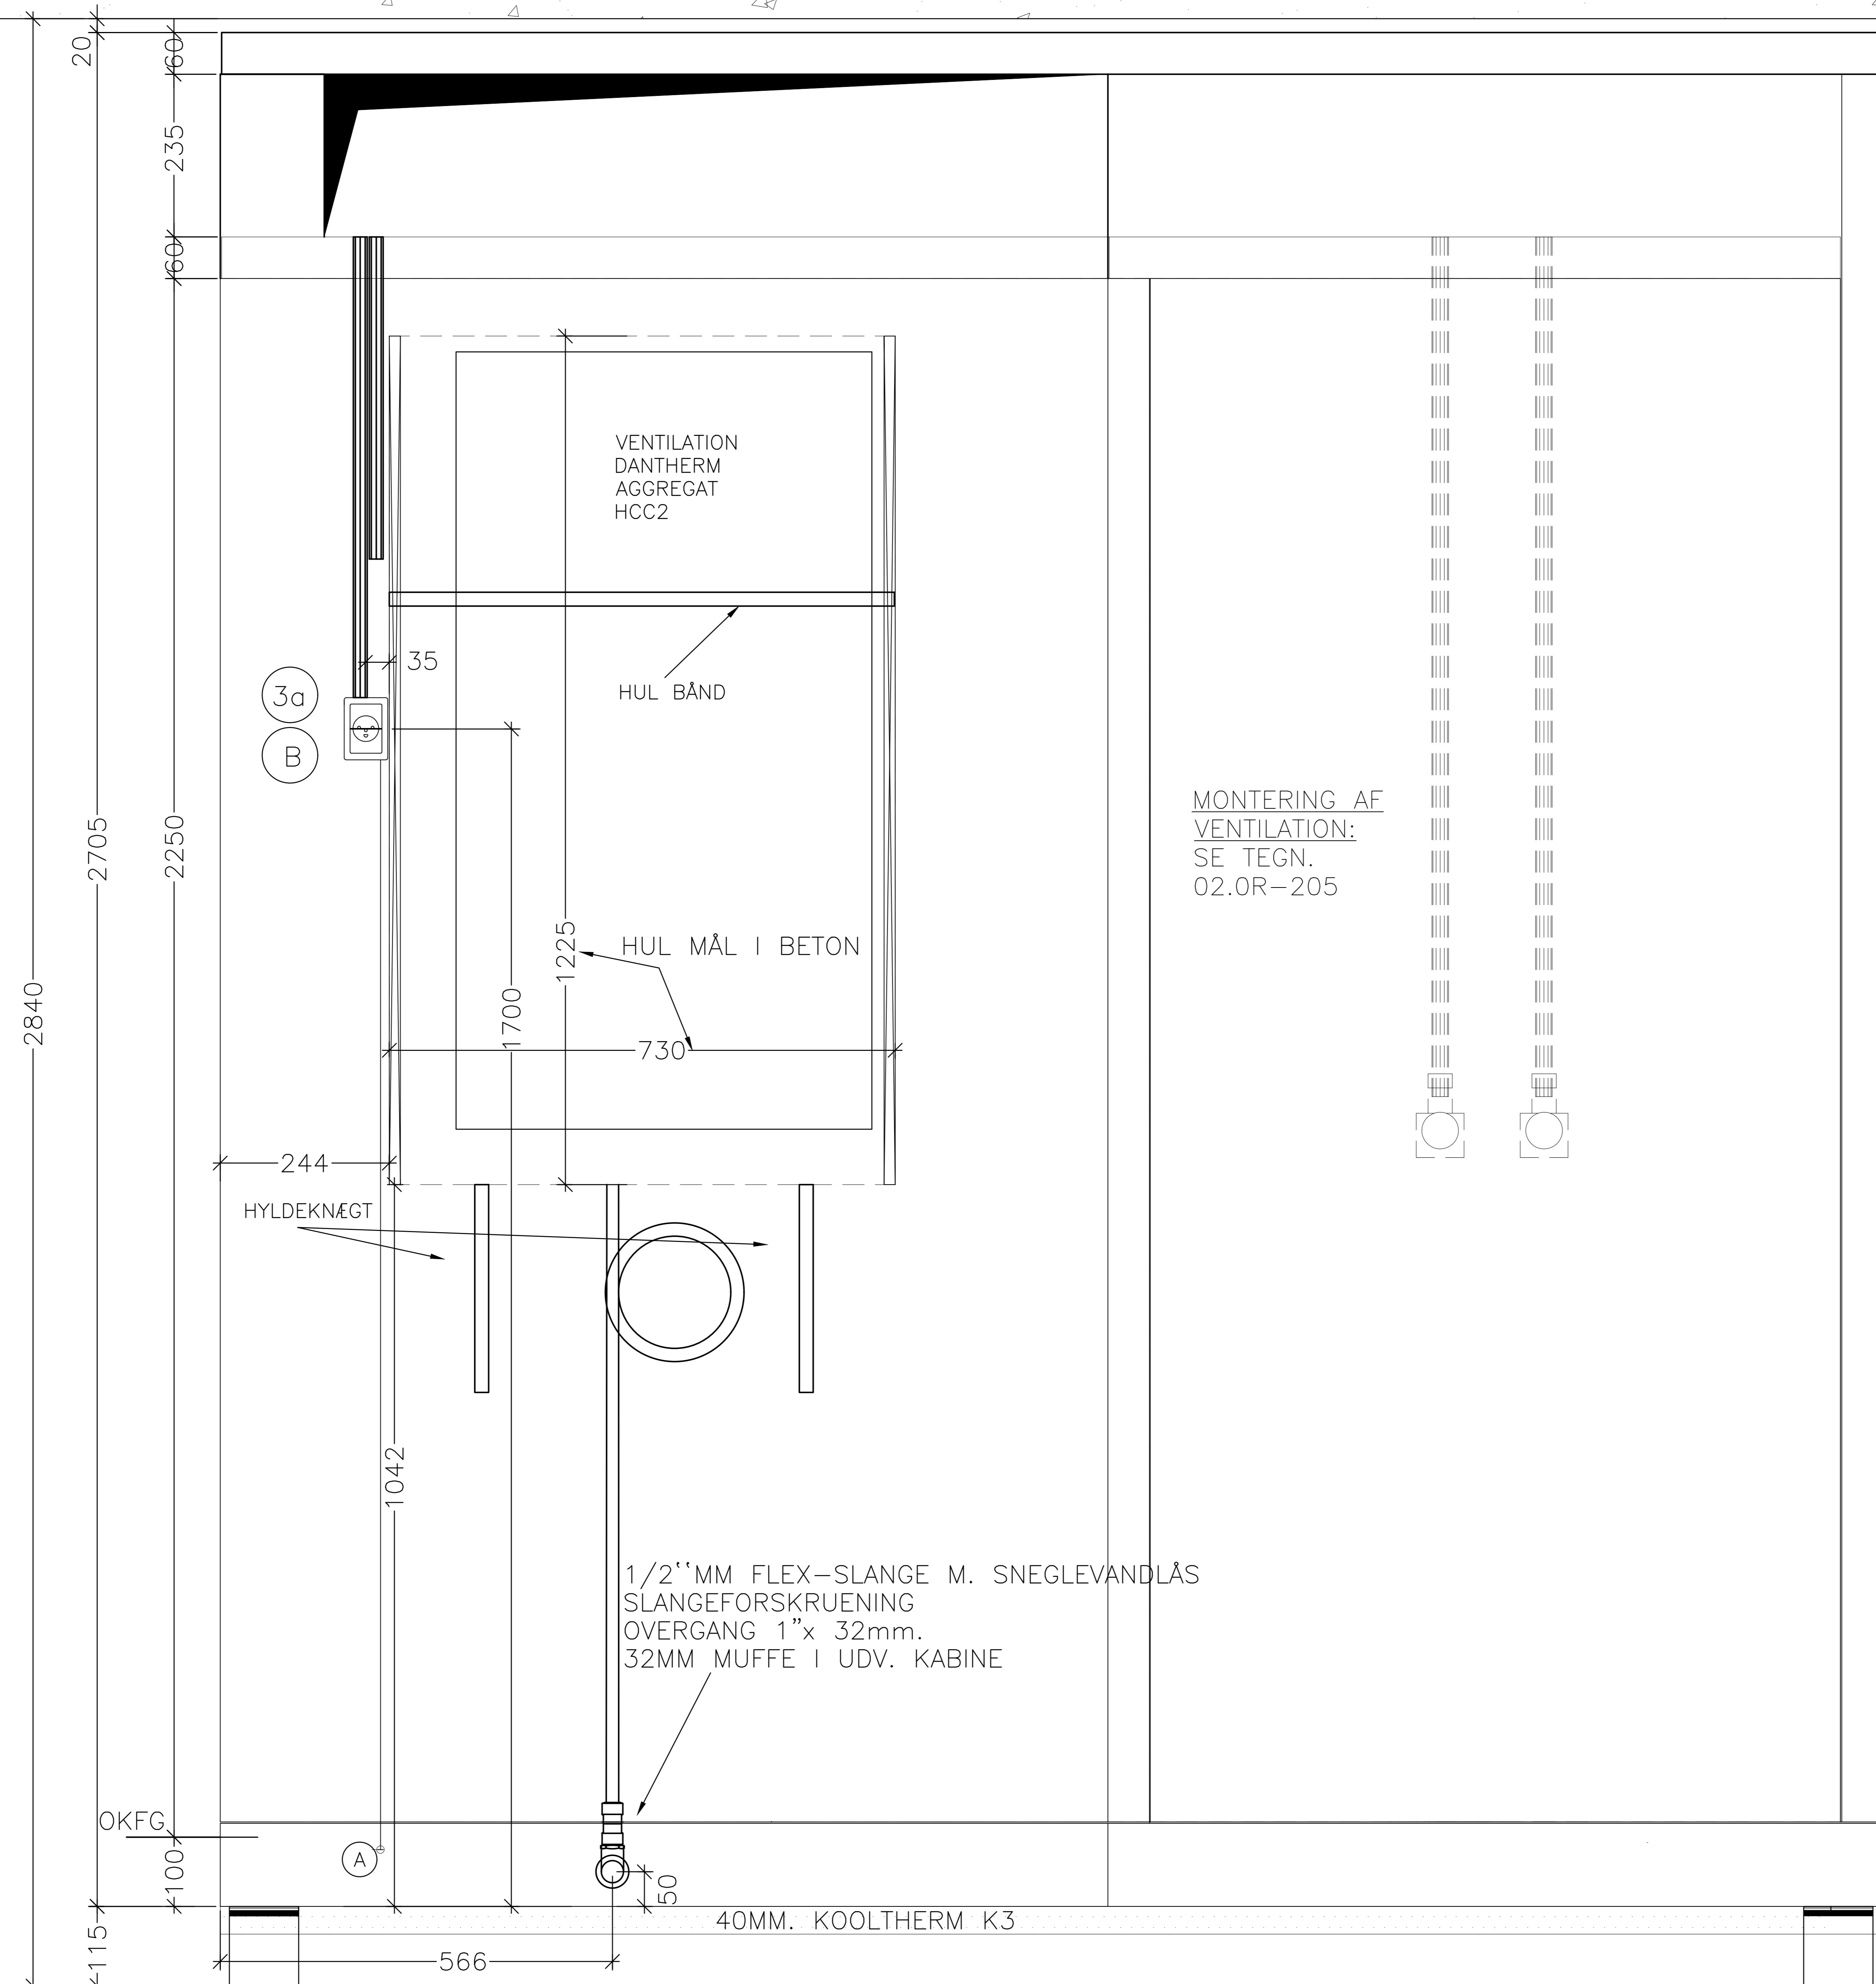 20
60
235
60
VENTILATION
DANTHERM
AGGREGAT
HCC2
35
HUL BÅND
3a
B
MONTERING AF
VENTILATION:
SE TEGN.
02.0R-205
2705
2250
2840
1225
HUL MÅL I BETON
1700
730
244
HYLDEKNÆGT
1042
1/2‘‘MM FLEX-SLANGE M. SNEGLEVANDLÅS
SLANGEFORSKRUENING
OVERGANG 1”x 32mm.
32MM MUFFE I UDV. KABINE
OKFG
100
A
50
40MM. KOOLTHERM K3
115
566